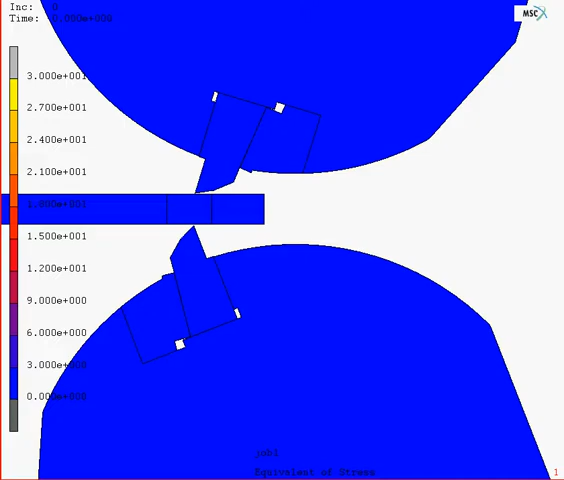 Inc: 0
Time: 0.000e+000
MSC
3.000e+001
2.700e+001
2.400e+001
2.100e+001
1.800e+001
1.500e+001
1.200e+001
9.000e+000
6.000e+000
3.000e+000
0.000e+000
job1
Equivalent of Stress
1